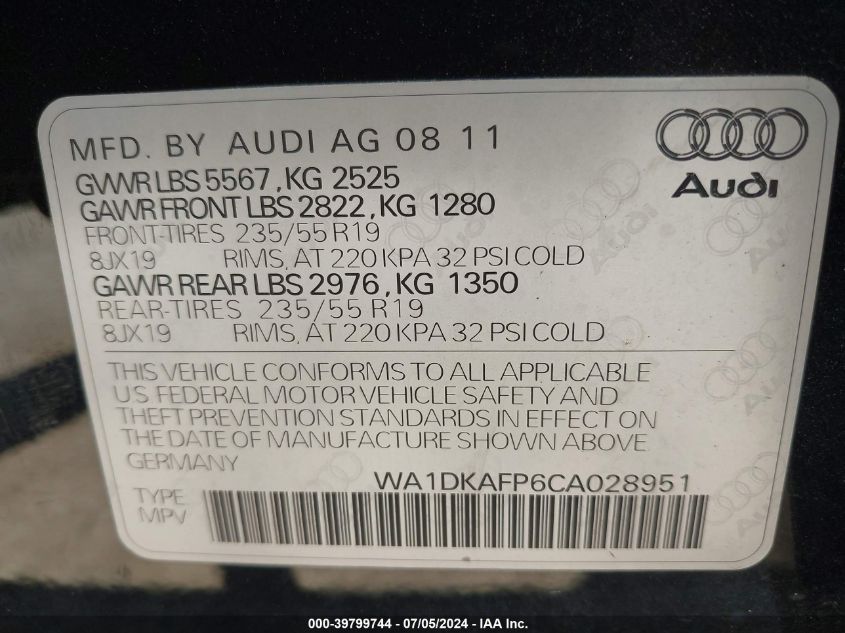 MFD. BY AUDI AG 08 11
GVWR LBS 5567, KG 2525
GAWR FRONT LBS 2822, KG 1280
FRONT-TIRES 235/55 R19
8JX19 RIMS, AT 220 KPA 32 PSI COLD
GAWR REAR LBS 2976, KG 1350
REAR-TIRES 235/55 R19
8JX19 RIMS, AT 220 KPA 32 PSI COLD
Audi
THIS VEHICLE CONFORMS TO ALL APPLICABLE
US FEDERAL MOTOR VEHICLE SAFETY AND
THEFT PREVENTION STANDARDS IN EFFECT ON
THE DATE OF MANUFACTURE SHOWN ABOVE
GERMANY
WA1DKAFP6CA028951
TYPE
MPV
Audi
Audi
000-39799744 - 07/05/2024 - IAA Inc.